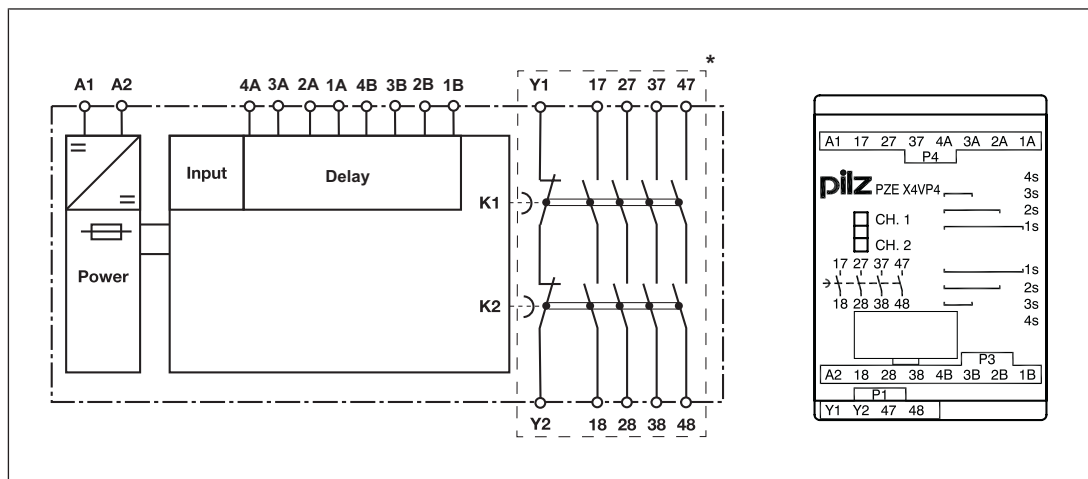 *
A1 A2 4A 3A 2A 1A 4B 3B 2B 1B Y1 17 27 37 47
Input Delay
K1
Power
K2
Y2 18 28 38 48
A1 17 27 37 4A 3A 2A 1A
P4
pilz PZE X4VP4
4s
3s
2s
1s
CH. 1
CH. 2
17 27 37 47
18 28 38 48
1s
2s
3s
4s
P3
A2 18 28 38 4B 3B 2B 1B
P1
Y1 Y2 47 48